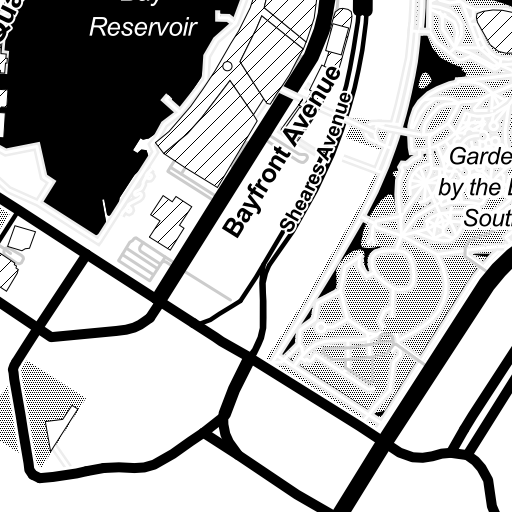 Reservoir
Bayfront Avenue
Sheares Avenue
Garde
by the
Sout